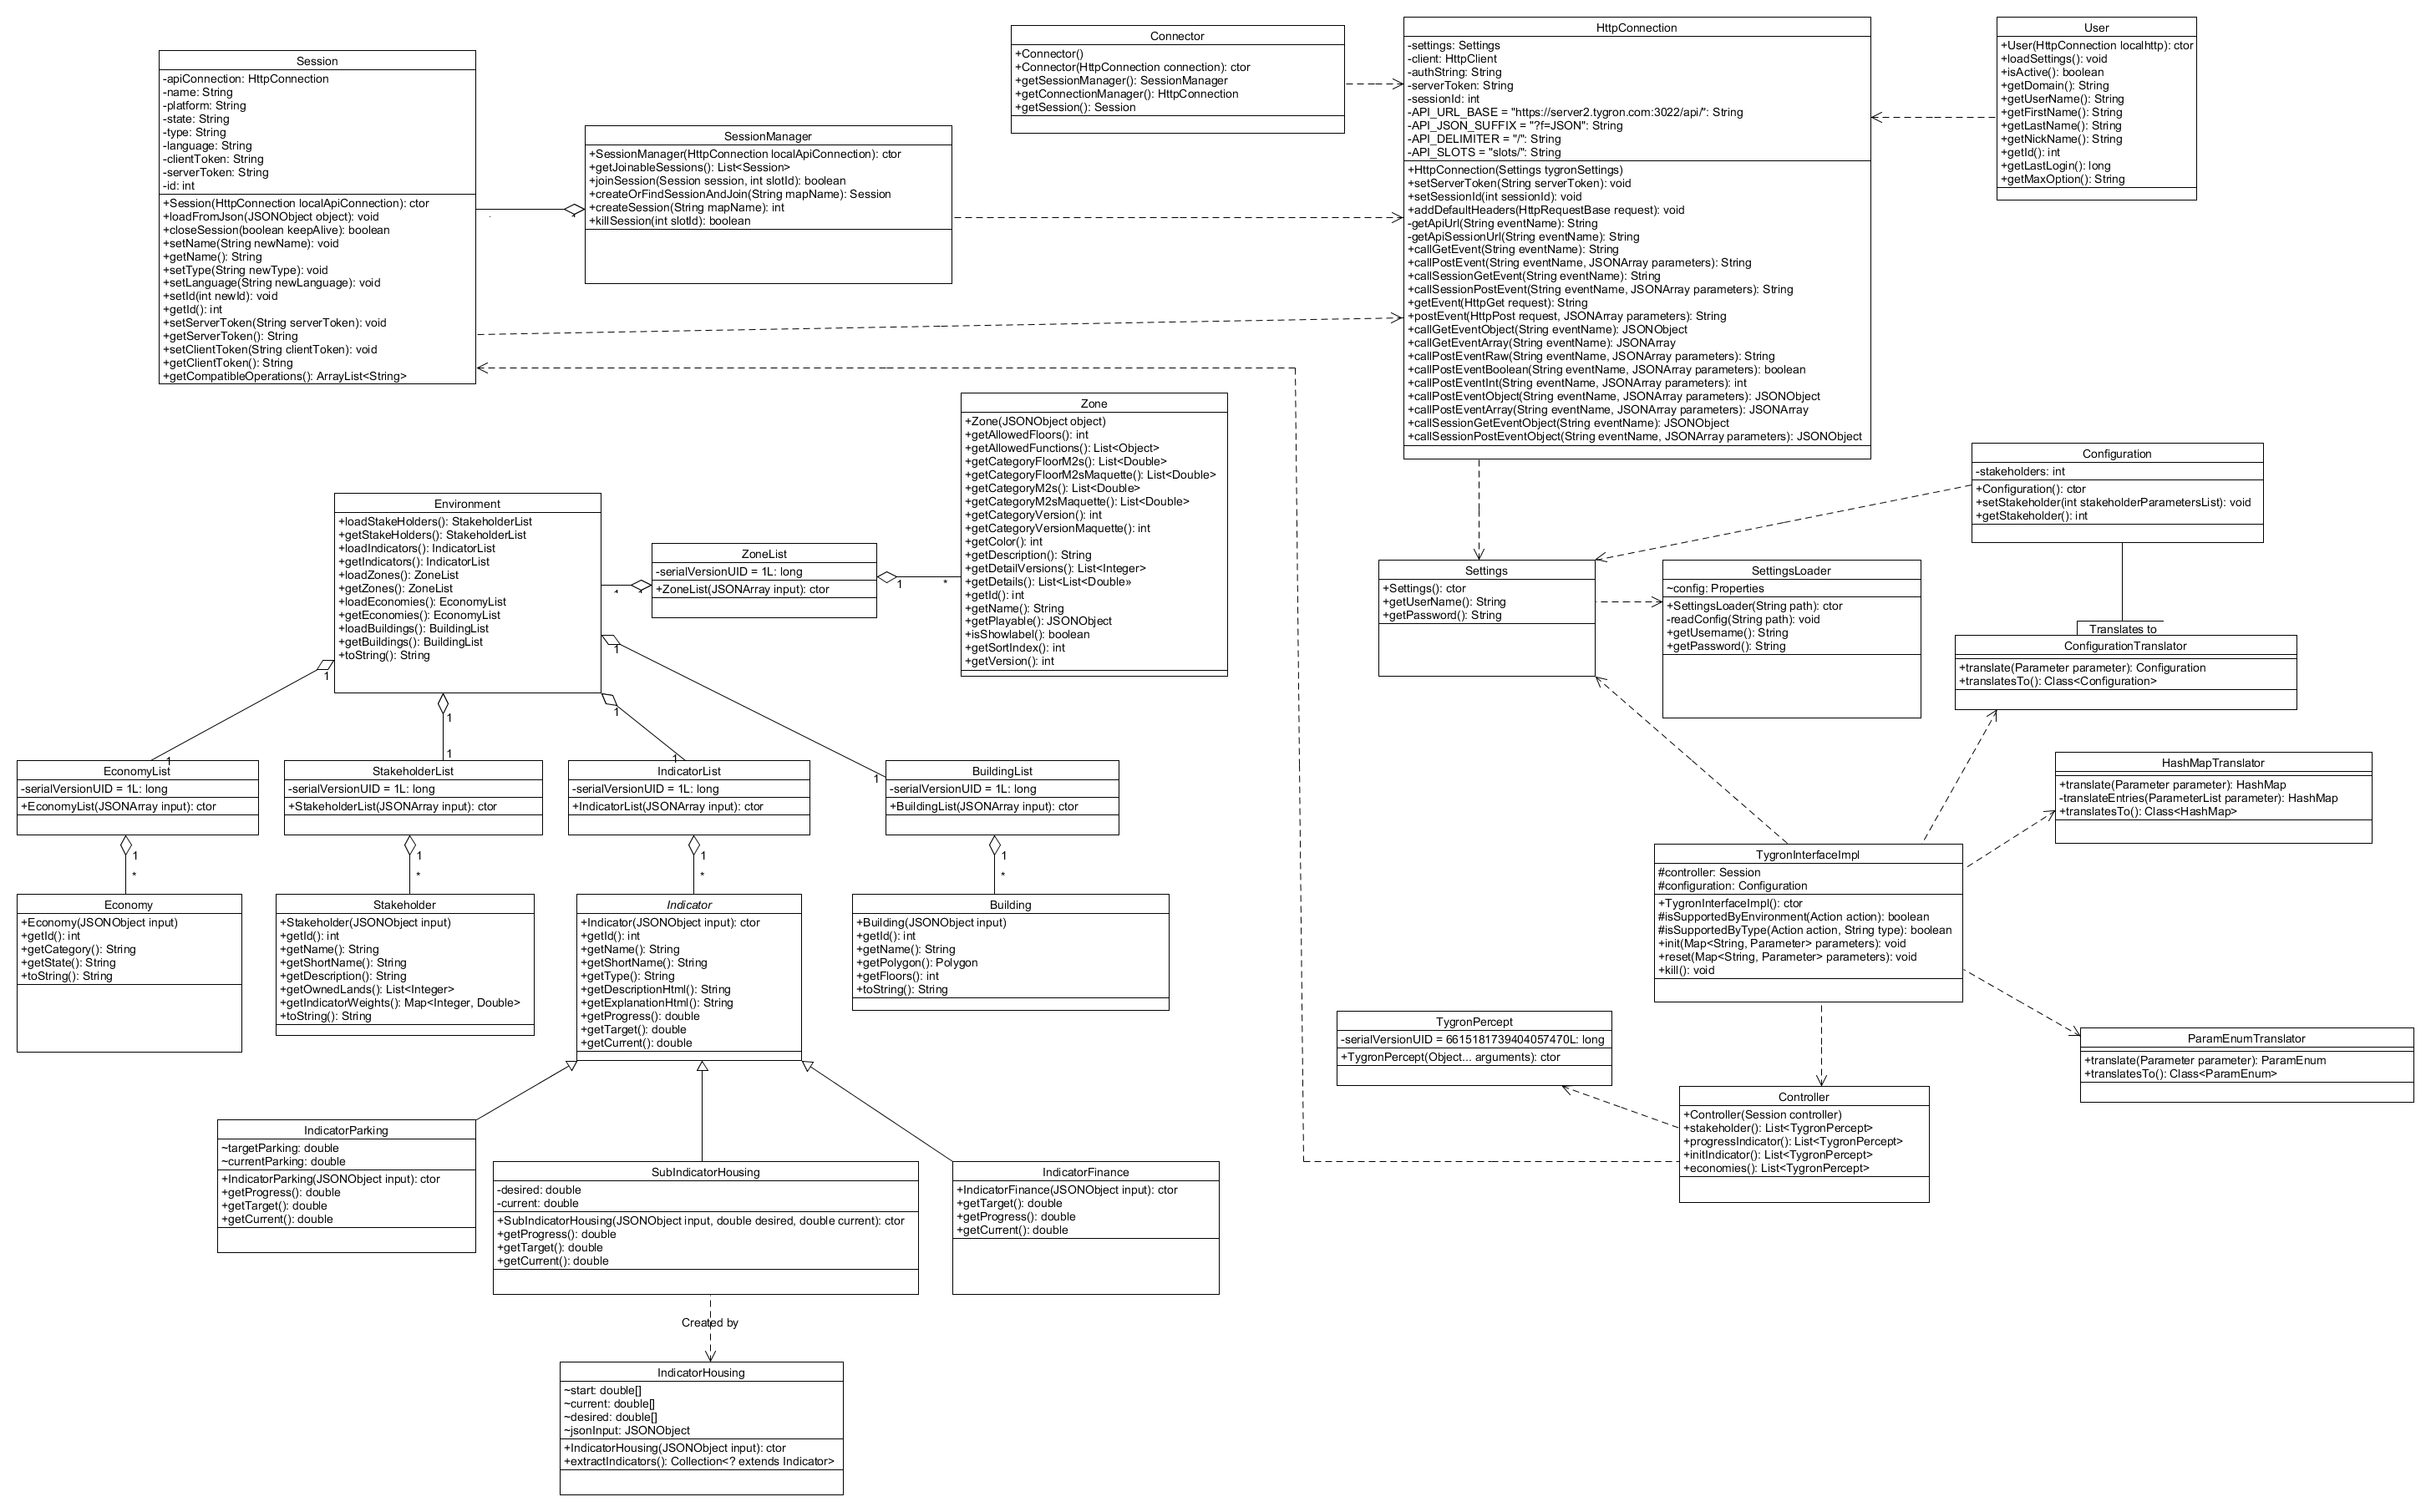 Session
-apiConnection: HttpConnection
-name: String
-platform: String
-state: String
-type: String
-language: String
-clientToken: String
-serverToken: String
-id: int
+Session(HttpConnection localApiConnection): ctor
+loadFromJson(JSONObject object): void
+closeSession(boolean keepAlive): boolean
+setName(String newName): void
+getName(): String
+setType(String newType): void
+setLanguage(String newLanguage): void
+setId(int newId): void
+getId(): int
+setServerToken(String serverToken): void
+getServerToken(): String
+setClientToken(String clientToken): void
+getClientToken(): String
+getCompatibleOperations(): ArrayList<String>
SessionManager
+SessionManager(HttpConnection localApiConnection): ctor
+getJoinableSessions(): List<Session>
+joinSession(Session session, int slotId): boolean
+createOrFindSessionAndJoin(String mapName): Session
+createSession(String mapName): int
+killSession(int slotId): boolean
Connector
+Connector()
+Connector(HttpConnection connection): ctor
+getSessionManager(): SessionManager
+getConnectionManager(): HttpConnection
+getSession(): Session
HttpConnection
-settings: Settings
-client: HttpClient
-authString: String
-serverToken: String
-sessionId: int
-API_URL_BASE = "https://server2.tygron.com:3022/api/": String
-API_JSON_SUFFIX = "?f=JSON": String
-API_DELIMITER = "/": String
-API_SLOTS = "slots/": String
+HttpConnection(Settings tygronSettings)
+setServerToken(String serverToken): void
+setSessionId(int sessionId): void
+addDefaultHeaders(HttpRequestBase request): void
-getApiUrl(String eventName): String
-getApiSessionUrl(String eventName): String
+callGetEvent(String eventName): String
+callPostEvent(String eventName, JSONArray parameters): String
+callSessionGetEvent(String eventName): String
+callSessionPostEvent(String eventName, JSONArray parameters): String
+getEvent(HttpGet request): String
+postEvent(HttpPost request, JSONArray parameters): String
+callGetEventObject(String eventName): JSONObject
+callGetEventArray(String eventName): JSONArray
+callPostEventRaw(String eventName, JSONArray parameters): String
+callPostEventBoolean(String eventName, JSONArray parameters): boolean
+callPostEventInt(String eventName, JSONArray parameters): int
+callPostEventObject(String eventName, JSONArray parameters): JSONObject
+callPostEventArray(String eventName, JSONArray parameters): JSONArray
+callSessionGetEventObject(String eventName): JSONObject
+callSessionPostEventObject(String eventName, JSONArray parameters): JSONObject
User
+User(HttpConnection localhttp): ctor
+loadSettings(): void
+isActive(): boolean
+getDomain(): String
+getUserName(): String
+getFirstName(): String
+getLastName(): String
+getNickName(): String
+getId(): int
+getLastLogin(): long
+getMaxOption(): String
Zone
+Zone(JSONObject object)
+getAllowedFloors(): int
+getAllowedFunctions(): List<Object>
+getCategoryFloorM2s(): List<Double>
+getCategoryFloorM2sMaquette(): List<Double>
+getCategoryM2s(): List<Double>
+getCategoryM2sMaquette(): List<Double>
+getCategoryVersion(): int
+getCategoryVersionMaquette(): int
+getColor(): int
+getDescription(): String
+getDetailVersions(): List<Integer>
+getDetails(): List<List<Double»
+getId(): int
+getName(): String
+getPlayable(): JSONObject
+isShowlabel(): boolean
+getSortIndex(): int
+getVersion(): int
Environment
+loadStakeHolders(): StakeholderList
+getStakeHolders(): StakeholderList
+loadIndicators(): IndicatorList
+getIndicators(): IndicatorList
+loadZones(): ZoneList
+getZones(): ZoneList
+loadEconomies(): EconomyList
+getEconomies(): EconomyList
+loadBuildings(): BuildingList
+getBuildings(): BuildingList
+toString(): String
ZoneList
-serialVersionUID = 1L: long
+ZoneList(JSONArray input): ctor
1
*
*
1
1
1
1
1
1
1
1
Configuration
-stakeholders: int
+Configuration(): ctor
+setStakeholder(int stakeholderParametersList): void
+getStakeholder(): int
Settings
+Settings(): ctor
+getUserName(): String
+getPassword(): String
SettingsLoader
~config: Properties
+SettingsLoader(String path): ctor
-readConfig(String path): void
+getUsername(): String
+getPassword(): String
Translates to
ConfigurationTranslator
+translate(Parameter parameter): Configuration
+translatesTo(): Class<Configuration>
HashMapTranslator
+translate(Parameter parameter): HashMap
-translateEntries(ParameterList parameter): HashMap
+translatesTo(): Class<HashMap>
EconomyList
-serialVersionUID = 1L: long
+EconomyList(JSONArray input): ctor
StakeholderList
-serialVersionUID = 1L: long
+StakeholderList(JSONArray input): ctor
IndicatorList
-serialVersionUID = 1L: long
+IndicatorList(JSONArray input): ctor
BuildingList
-serialVersionUID = 1L: long
+BuildingList(JSONArray input): ctor
1
*
1
*
1
*
1
*
Economy
+Economy(JSONObject input)
+getId(): int
+getCategory(): String
+getState(): String
+toString(): String
Stakeholder
+Stakeholder(JSONObject input)
+getId(): int
+getName(): String
+getShortName(): String
+getDescription(): String
+getOwnedLands(): List<Integer>
+getIndicatorWeights(): Map<Integer, Double>
+toString(): String
Indicator
+Indicator(JSONObject input): ctor
+getId(): int
+getName(): String
+getShortName(): String
+getType(): String
+getDescriptionHtml(): String
+getExplanationHtml(): String
+getProgress(): double
+getTarget(): double
+getCurrent(): double
Building
+Building(JSONObject input)
+getId(): int
+getName(): String
+getPolygon(): Polygon
+getFloors(): int
+toString(): String
TygronInterfaceImpl
#controller: Session
#configuration: Configuration
+TygronInterfaceImpl(): ctor
#isSupportedByEnvironment(Action action): boolean
#isSupportedByType(Action action, String type): boolean
+init(Map<String, Parameter> parameters): void
+reset(Map<String, Parameter> parameters): void
+kill(): void
TygronPercept
-serialVersionUID = 6615181739404057470L: long
+TygronPercept(Object... arguments): ctor
ParamEnumTranslator
+translate(Parameter parameter): ParamEnum
+translatesTo(): Class<ParamEnum>
Controller
+Controller(Session controller)
+stakeholder(): List<TygronPercept>
+progressIndicator(): List<TygronPercept>
+initIndicator(): List<TygronPercept>
+economies(): List<TygronPercept>
IndicatorParking
~targetParking: double
~currentParking: double
+IndicatorParking(JSONObject input): ctor
+getProgress(): double
+getTarget(): double
+getCurrent(): double
SubIndicatorHousing
-desired: double
-current: double
+SubIndicatorHousing(JSONObject input, double desired, double current): ctor
+getProgress(): double
+getTarget(): double
+getCurrent(): double
IndicatorFinance
+IndicatorFinance(JSONObject input): ctor
+getTarget(): double
+getProgress(): double
+getCurrent(): double
Created by
IndicatorHousing
~start: double[]
~current: double[]
~desired: double[]
~jsonInput: JSONObject
+IndicatorHousing(JSONObject input): ctor
+extractIndicators(): Collection<? extends Indicator>